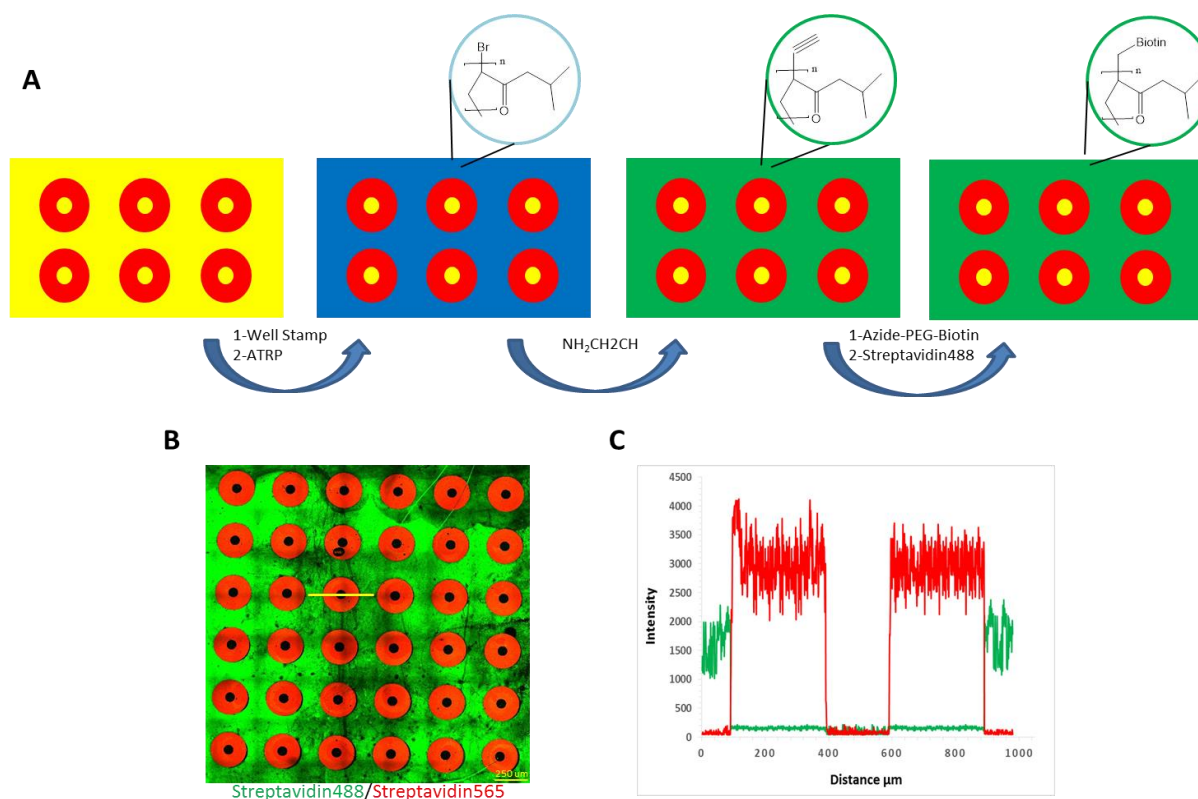 A
Br
n
O
n
O
Biotin
n
O
1-Well Stamp
2-ATRP
NH₂CH2CH
1-Azide-PEG-Biotin
2-Streptavidin488
B
250 um
Streptavidin488/Streptavidin565
C
4500
4000
3500
3000
2500
2000
1500
1000
500
0
Intensity
0
200
400
600
800
1000
Distance µm